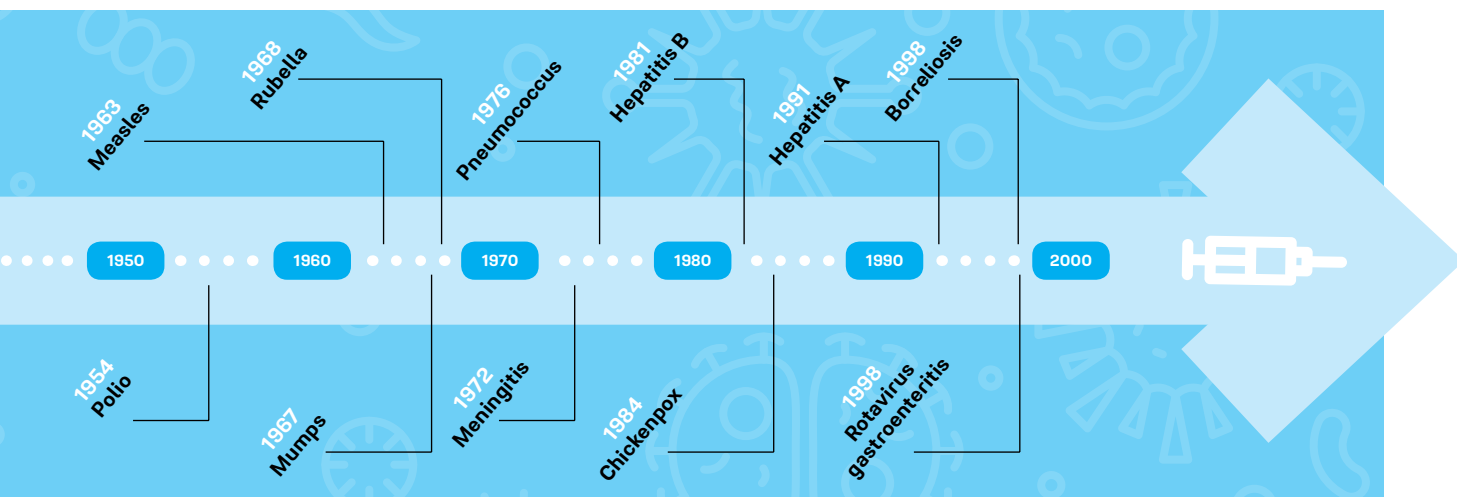 1963
Measles
1968
Rubella
1976
Pneumococcus
1981
Hepatitis B
1991
Hepatitis A
1998
Borreliosis
1950
1960
1970
1980
1990
2000
1954
Polio
1967
Mumps
1972
Meningitis
1984
Chickenpox
1998
Rotavirus
gastroenteritis